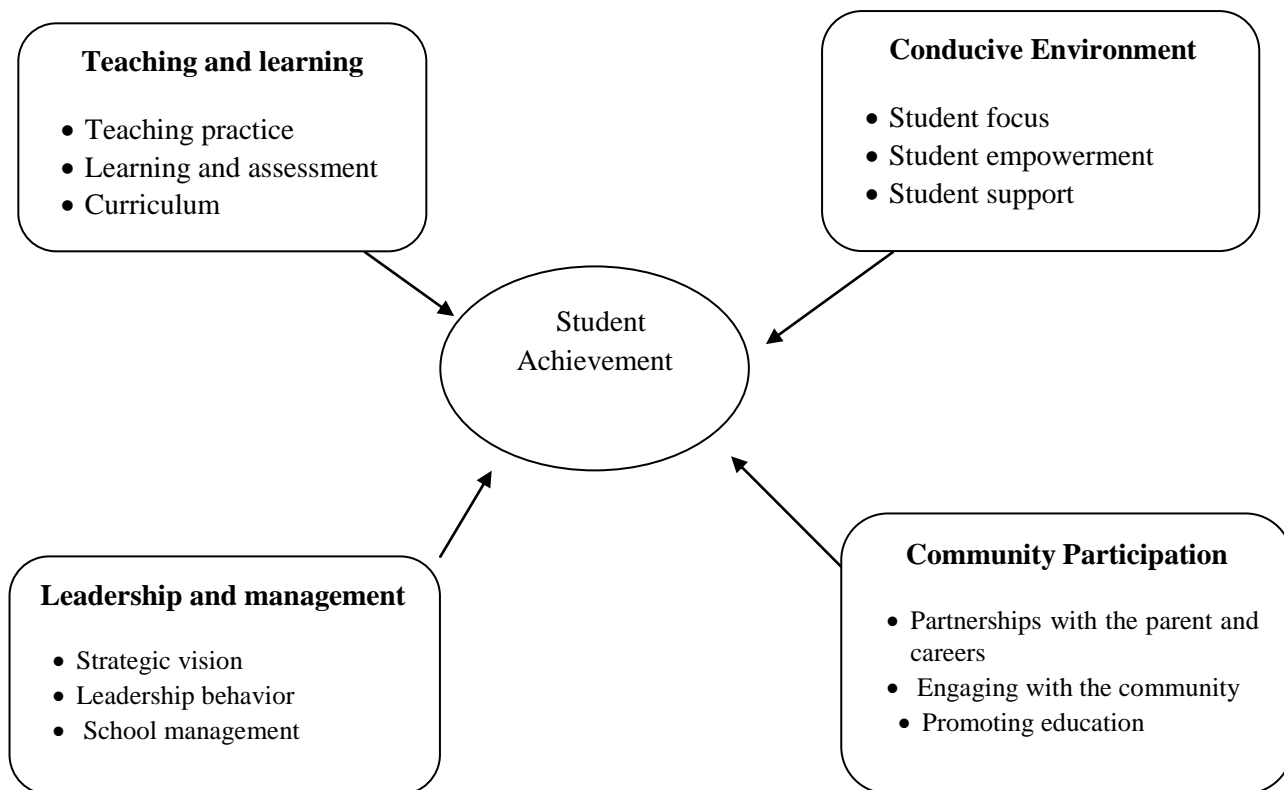 Teaching and learning
• Teaching practice
• Learning and assessment
• Curriculum
Conducive Environment
• Student focus
• Student empowerment
• Student support
Student
Achievement
Leadership and management
• Strategic vision
• Leadership behavior
• School management
Community Participation
• Partnerships with the parent and
careers
• Engaging with the community
• Promoting education